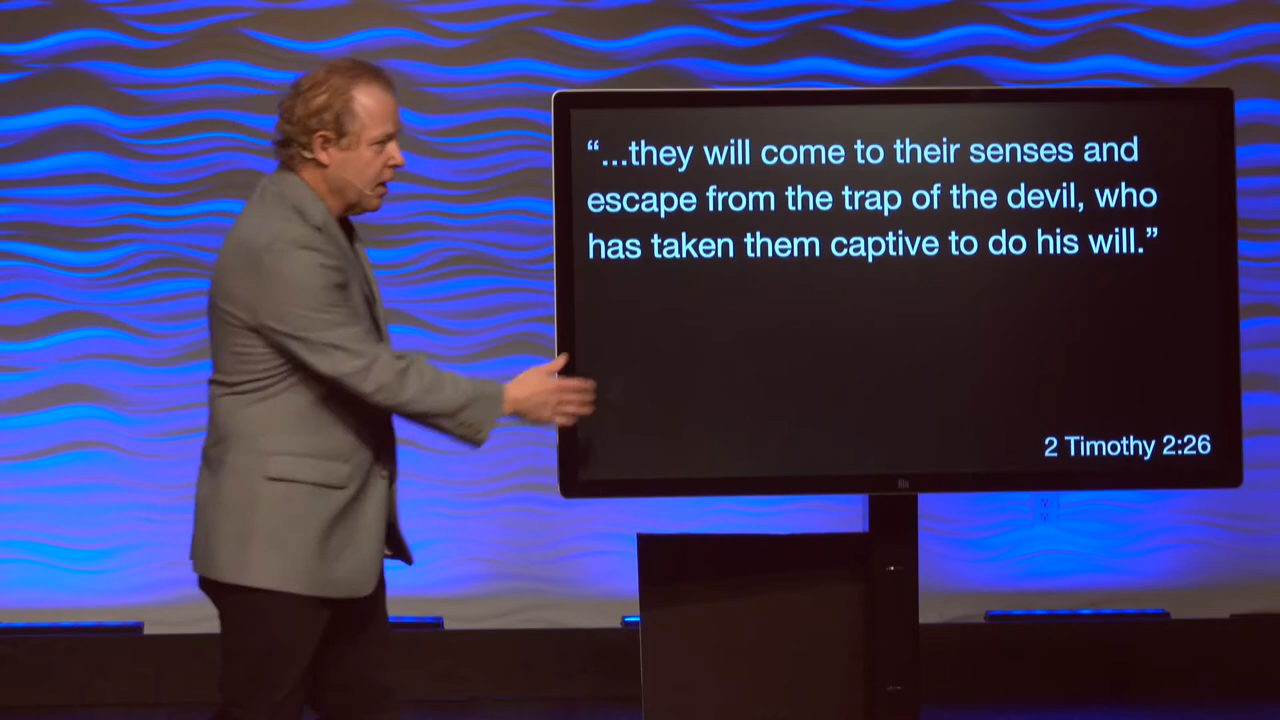 “...they will come to their senses and
escape from the trap of the devil, who
has taken them captive to do his will.”
2 Timothy 2:26